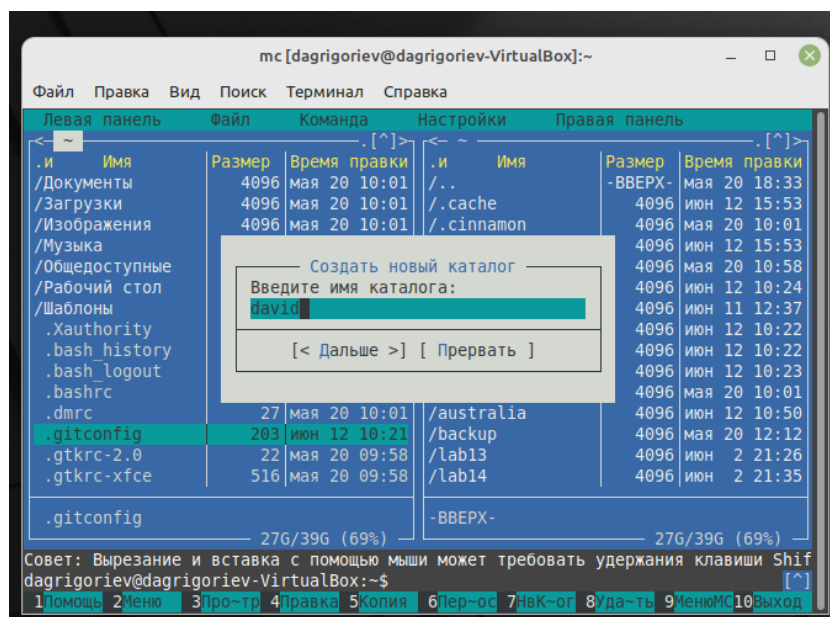 mc [dagrigoriev@dagrigoriev-VirtualBox]:~
Файл Правка Вид Поиск Терминал Справка
Левая панель Файл Команда Настройки Правая панель
<─ ~ .[^]> <─ ~ .[^]>
.и Имя Размер Время правки .и Имя Размер Время правки
/Документы 4096 мая 20 10:01 /.. -ВВЕРХ- мая 20 18:33
/Загрузки 4096 мая 20 10:01 /.cache 4096 июн 12 15:53
/Изображения 4096 мая 20 10:01 /.cinnamon 4096 мая 20 10:01
/Музыка 4096 июн 12 15:53
/Общедоступные 4096 мая 20 10:58
/Рабочий стол 4096 июн 12 10:24
/Шаблоны 4096 июн 11 12:37
.Xauthority 4096 июн 12 10:22
.bash_history 4096 июн 12 10:22
.bash_logout 4096 июн 12 10:23
.bashrc 4096 мая 20 10:01
Создать новый каталог
Введите имя каталога:
david
[< Дальше >] [ Прервать ]
.dmrc 27 мая 20 10:01 /australia 4096 июн 12 10:50
.gitconfig 203 июн 12 10:21 /backup 4096 мая 20 12:12
.gtkrc-2.0 22 мая 20 09:58 /lab13 4096 июн 2 21:26
.gtkrc-xfce 516 мая 20 09:58 /lab14 4096 июн 2 21:35
.gitconfig -ВВЕРХ-
27G/39G (69%) 27G/39G (69%)
Совет: Вырезание и вставка с помощью мыши может требовать удержания клавиши Shif
dagrigoriev@dagrigoriev-VirtualBox:~$ [^]
1Помощь 2Меню 3Про~тр 4Правка 5Копия 6Пер~ос 7НвК~ог 8Уда~ть 9МенюМС 10Выход